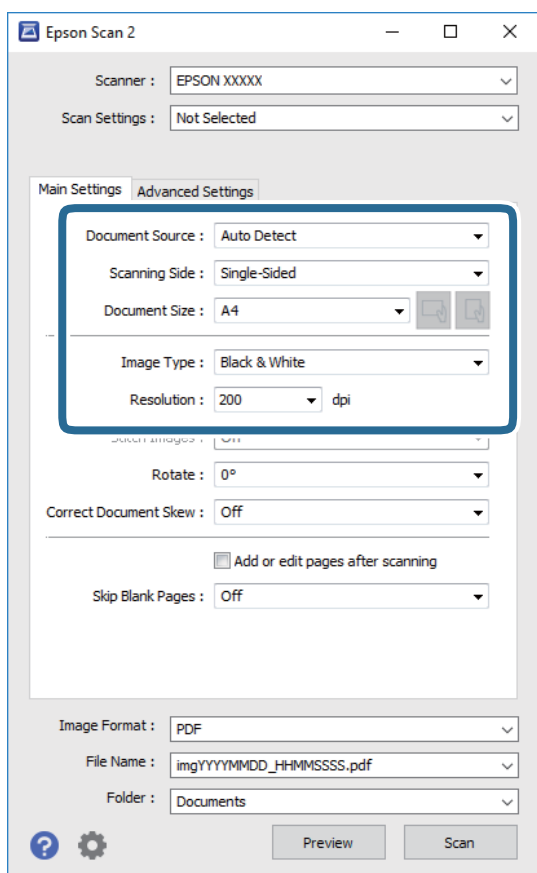 Epson Scan 2
Scanner : EPSON XXXXX
Scan Settings : Not Selected
Main Settings Advanced Settings
Document Source : Auto Detect
Scanning Side : Single-Sided
Document Size : A4
Image Type : Black & White
Resolution : 200 dpi
Stitch Images : Off
Rotate : 0°
Correct Document Skew : Off
Add or edit pages after scanning
Skip Blank Pages : Off
Image Format : PDF
File Name : imgYYYYMMDD_HHMMSSSS.pdf
Folder : Documents
? Preview Scan